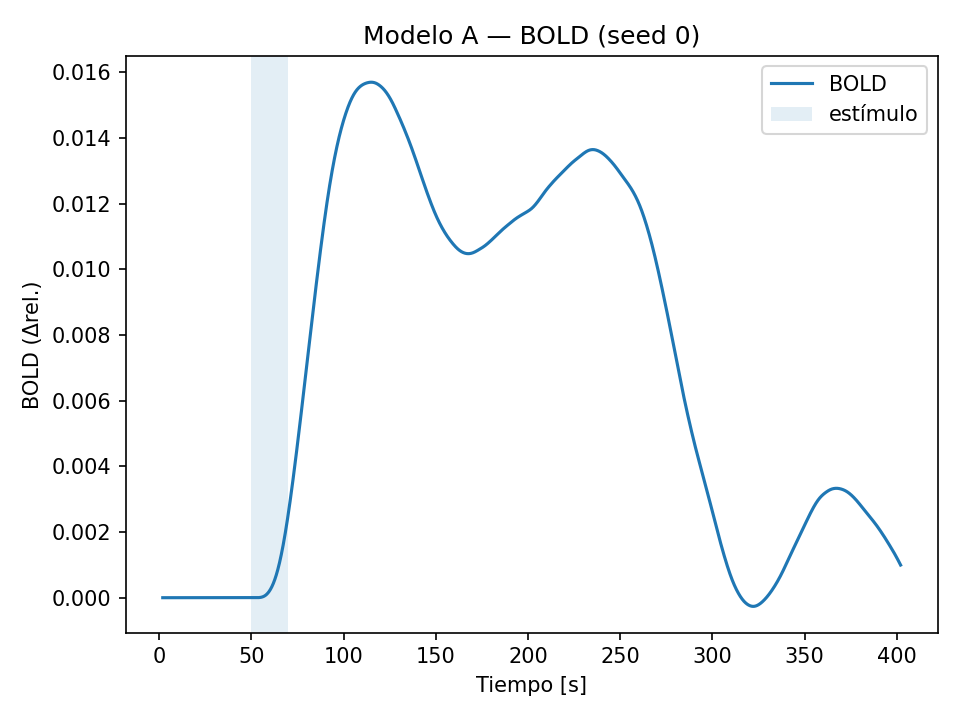 Modelo A — BOLD (seed 0)
BOLD
estímulo
BOLD (Δrel.)
0.016
0.014
0.012
0.010
0.008
0.006
0.004
0.002
0.000
0 50 100 150 200 250 300 350 400
Tiempo [s]